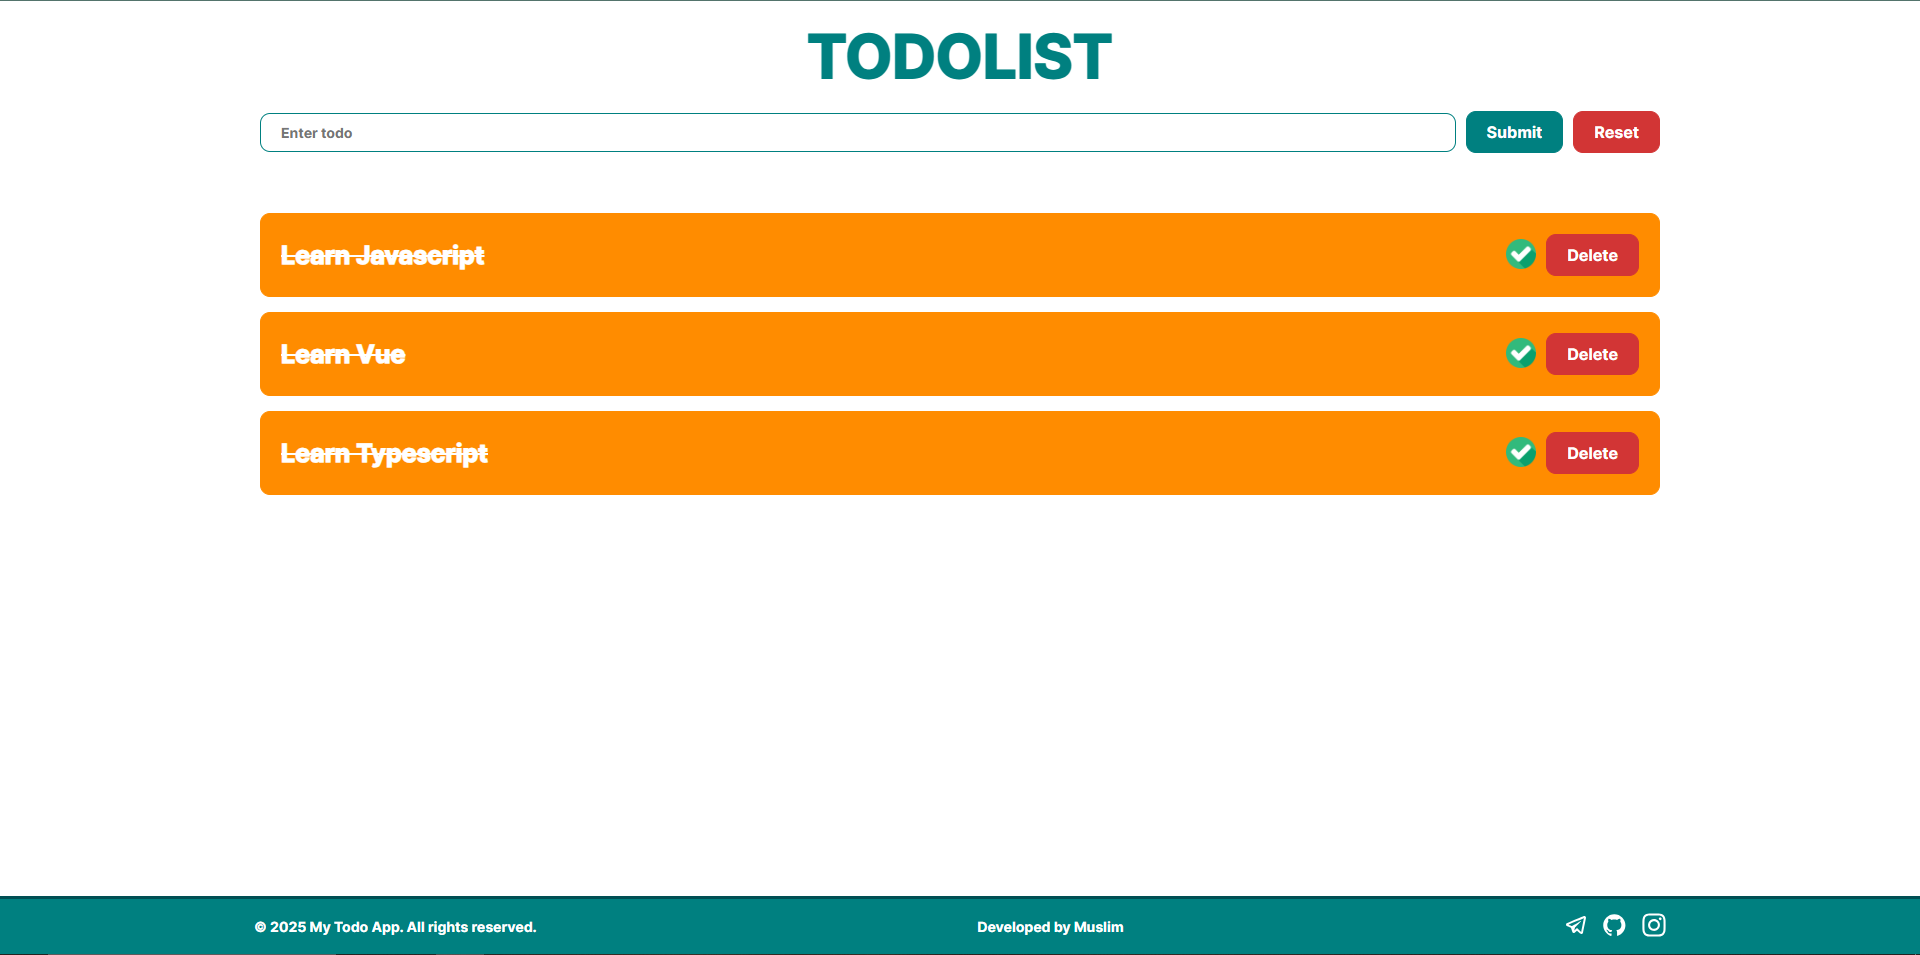 TODOLIST
Enter todo
Submit
Reset
Learn Javascript
Delete
Learn Vue
Delete
Learn Typescript
Delete
© 2025 My Todo App. All rights reserved.
Developed by Muslim